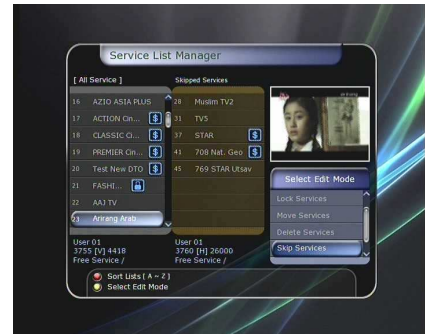 Service List Manager
[ All Service ]
Skipped Services
16 AZIO ASIA PLUS
17 ACTION Cin... $
18 CLASSIC Ci... $
19 PREMIER Cin... $
20 Test New DTO $
21 FASHI...
22 AAJ TV
23 Arirang Arab
28 Muslim TV2
31 TV5
37 STAR $
41 708 Nat. Geo $
45 769 STAR Utsav
Select Edit Mode
Lock Services
Move Services
Delete Services
Skip Services
User 01
3755 [V] 4418
Free Service /
User 01
3760 [H] 26000
Free Service /
Sort Lists [ A ~ Z ]
Select Edit Mode